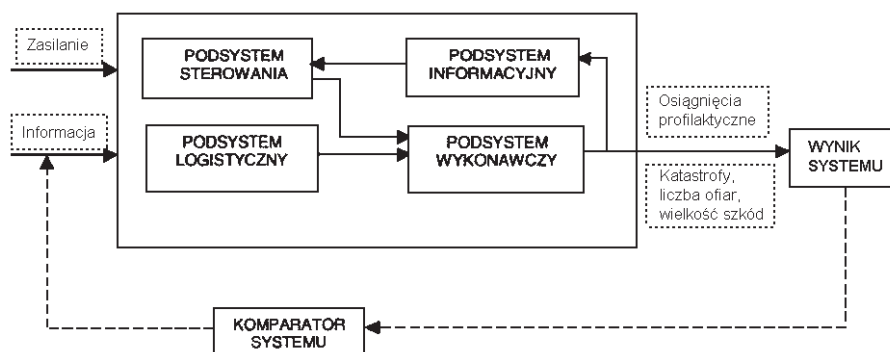 Zasilanie
PODSYSTEM
STEROWANIA
PODSYSTEM
INFORMACYJNY
Informacja
PODSYSTEM
LOGISTYCZNY
PODSYSTEM
WYKONAWCZY
Osiągnięcia
profilaktyczne
Katastrofy,
liczba ofiar,
wielkość szkód
WYNIK
SYSTEMU
KOMPARATOR
SYSTEMU